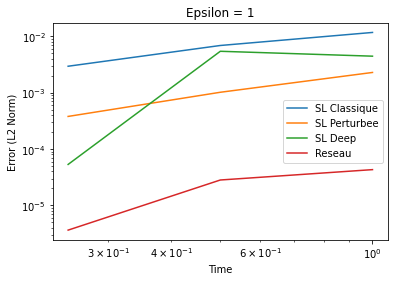 Epsilon = 1
Error (L2 Norm)
10⁻²
10⁻³
10⁻⁴
10⁻⁵
SL Classique
SL Perturbee
SL Deep
Reseau
3 × 10⁻¹ 4 × 10⁻¹ 6 × 10⁻¹ 10⁰
Time